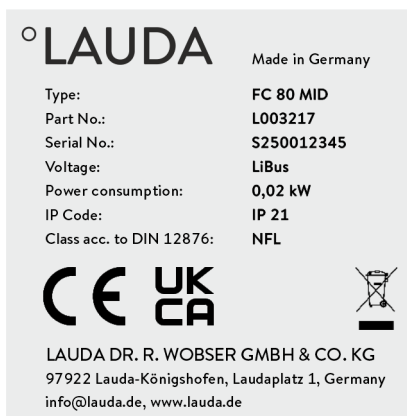 °LAUDA
Made in Germany
Type: FC 80 MID
Part No.: L003217
Serial No.: S250012345
Voltage: LiBus
Power consumption: 0,02 kW
IP Code: IP 21
Class acc. to DIN 12876: NFL
CE UK
CA
LAUDA DR. R. WOBSER GMBH & CO. KG
97922 Lauda-Königshofen, Laudaplatz 1, Germany
info@lauda.de, www.lauda.de